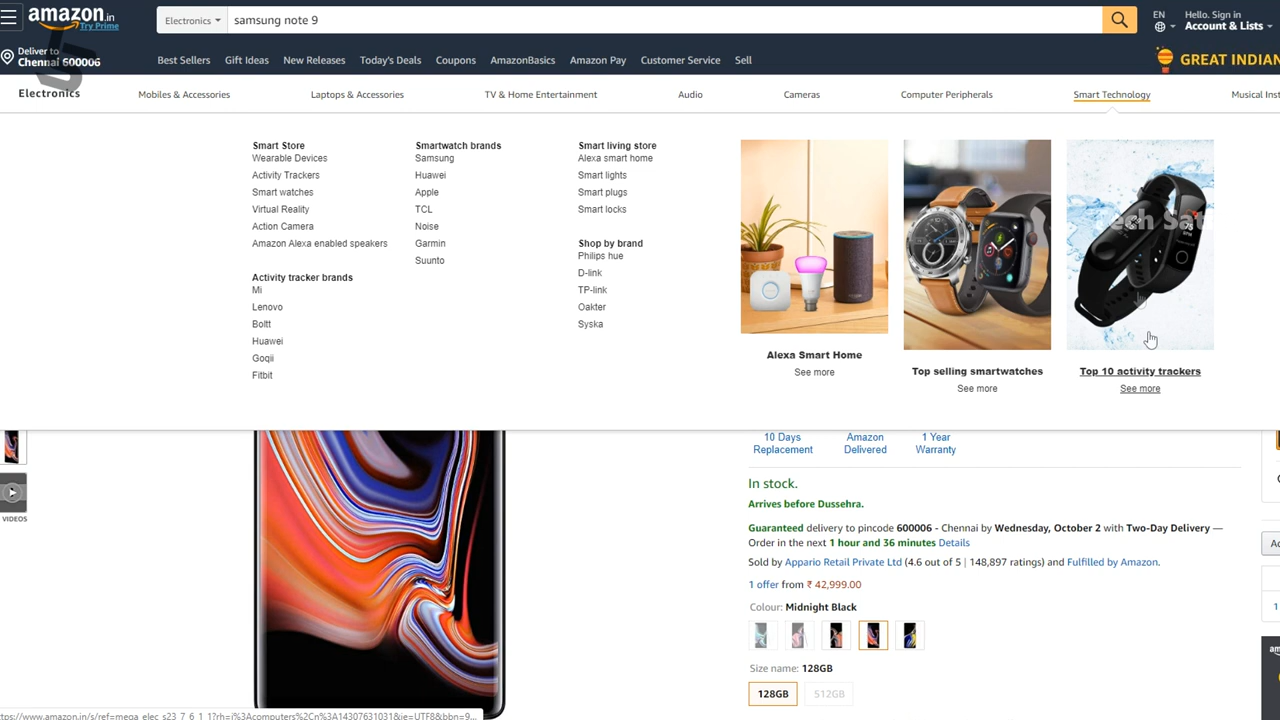 amazon.in
Try Prime
Electronics
samsung note 9
EN
Hello. Sign in
Account & Lists
Deliver to
Chennai 600006
Best Sellers
Gift Ideas
New Releases
Today's Deals
Coupons
AmazonBasics
Amazon Pay
Customer Service
Sell
GREAT INDIAN
Electronics
Mobiles & Accessories
Laptops & Accessories
TV & Home Entertainment
Audio
Cameras
Computer Peripherals
Smart Technology
Musical Inst
Smart Store
Wearable Devices
Activity Trackers
Smart watches
Virtual Reality
Action Camera
Amazon Alexa enabled speakers
Activity tracker brands
Mi
Lenovo
Boltt
Huawei
Goqii
Fitbit
Smartwatch brands
Samsung
Huawei
Apple
TCL
Noise
Garmin
Suunto
Smart living store
Alexa smart home
Smart lights
Smart plugs
Smart locks
Shop by brand
Philips hue
D-link
TP-link
Oakter
Syska
Alexa Smart Home
See more
Top selling smartwatches
See more
Tech Sat
Top 10 activity trackers
See more
VIDEOS
10 Days
Replacement
Amazon
Delivered
1 Year
Warranty
In stock.
Arrives before Dussehra.
Guaranteed delivery to pincode 600006 - Chennai by Wednesday, October 2 with Two-Day Delivery —
Order in the next 1 hour and 36 minutes Details
Sold by Appario Retail Private Ltd (4.6 out of 5 | 148,897 ratings) and Fulfilled by Amazon.
1 offer from ₹ 42,999.00
Colour: Midnight Black
Size name: 128GB
128GB
512GB